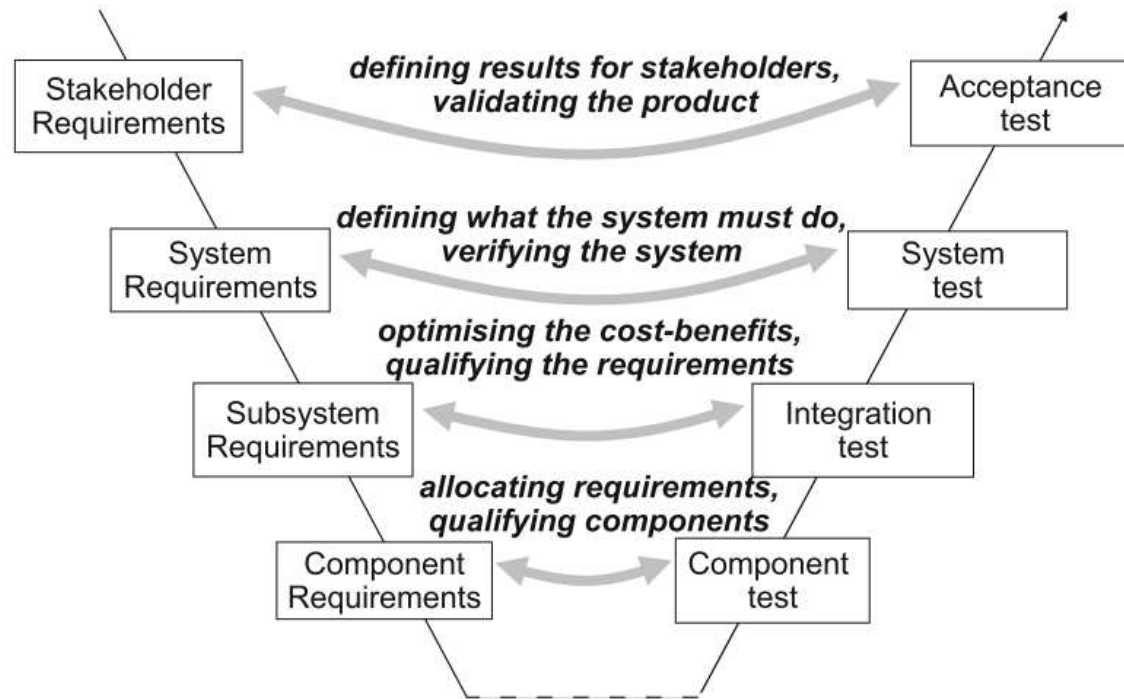 defining results for stakeholders,
validating the product
Stakeholder
Requirements
Acceptance
test
defining what the system must do,
verifying the system
System
Requirements
System
test
optimising the cost-benefits,
qualifying the requirements
Subsystem
Requirements
Integration
test
allocating requirements,
qualifying components
Component
Requirements
Component
test